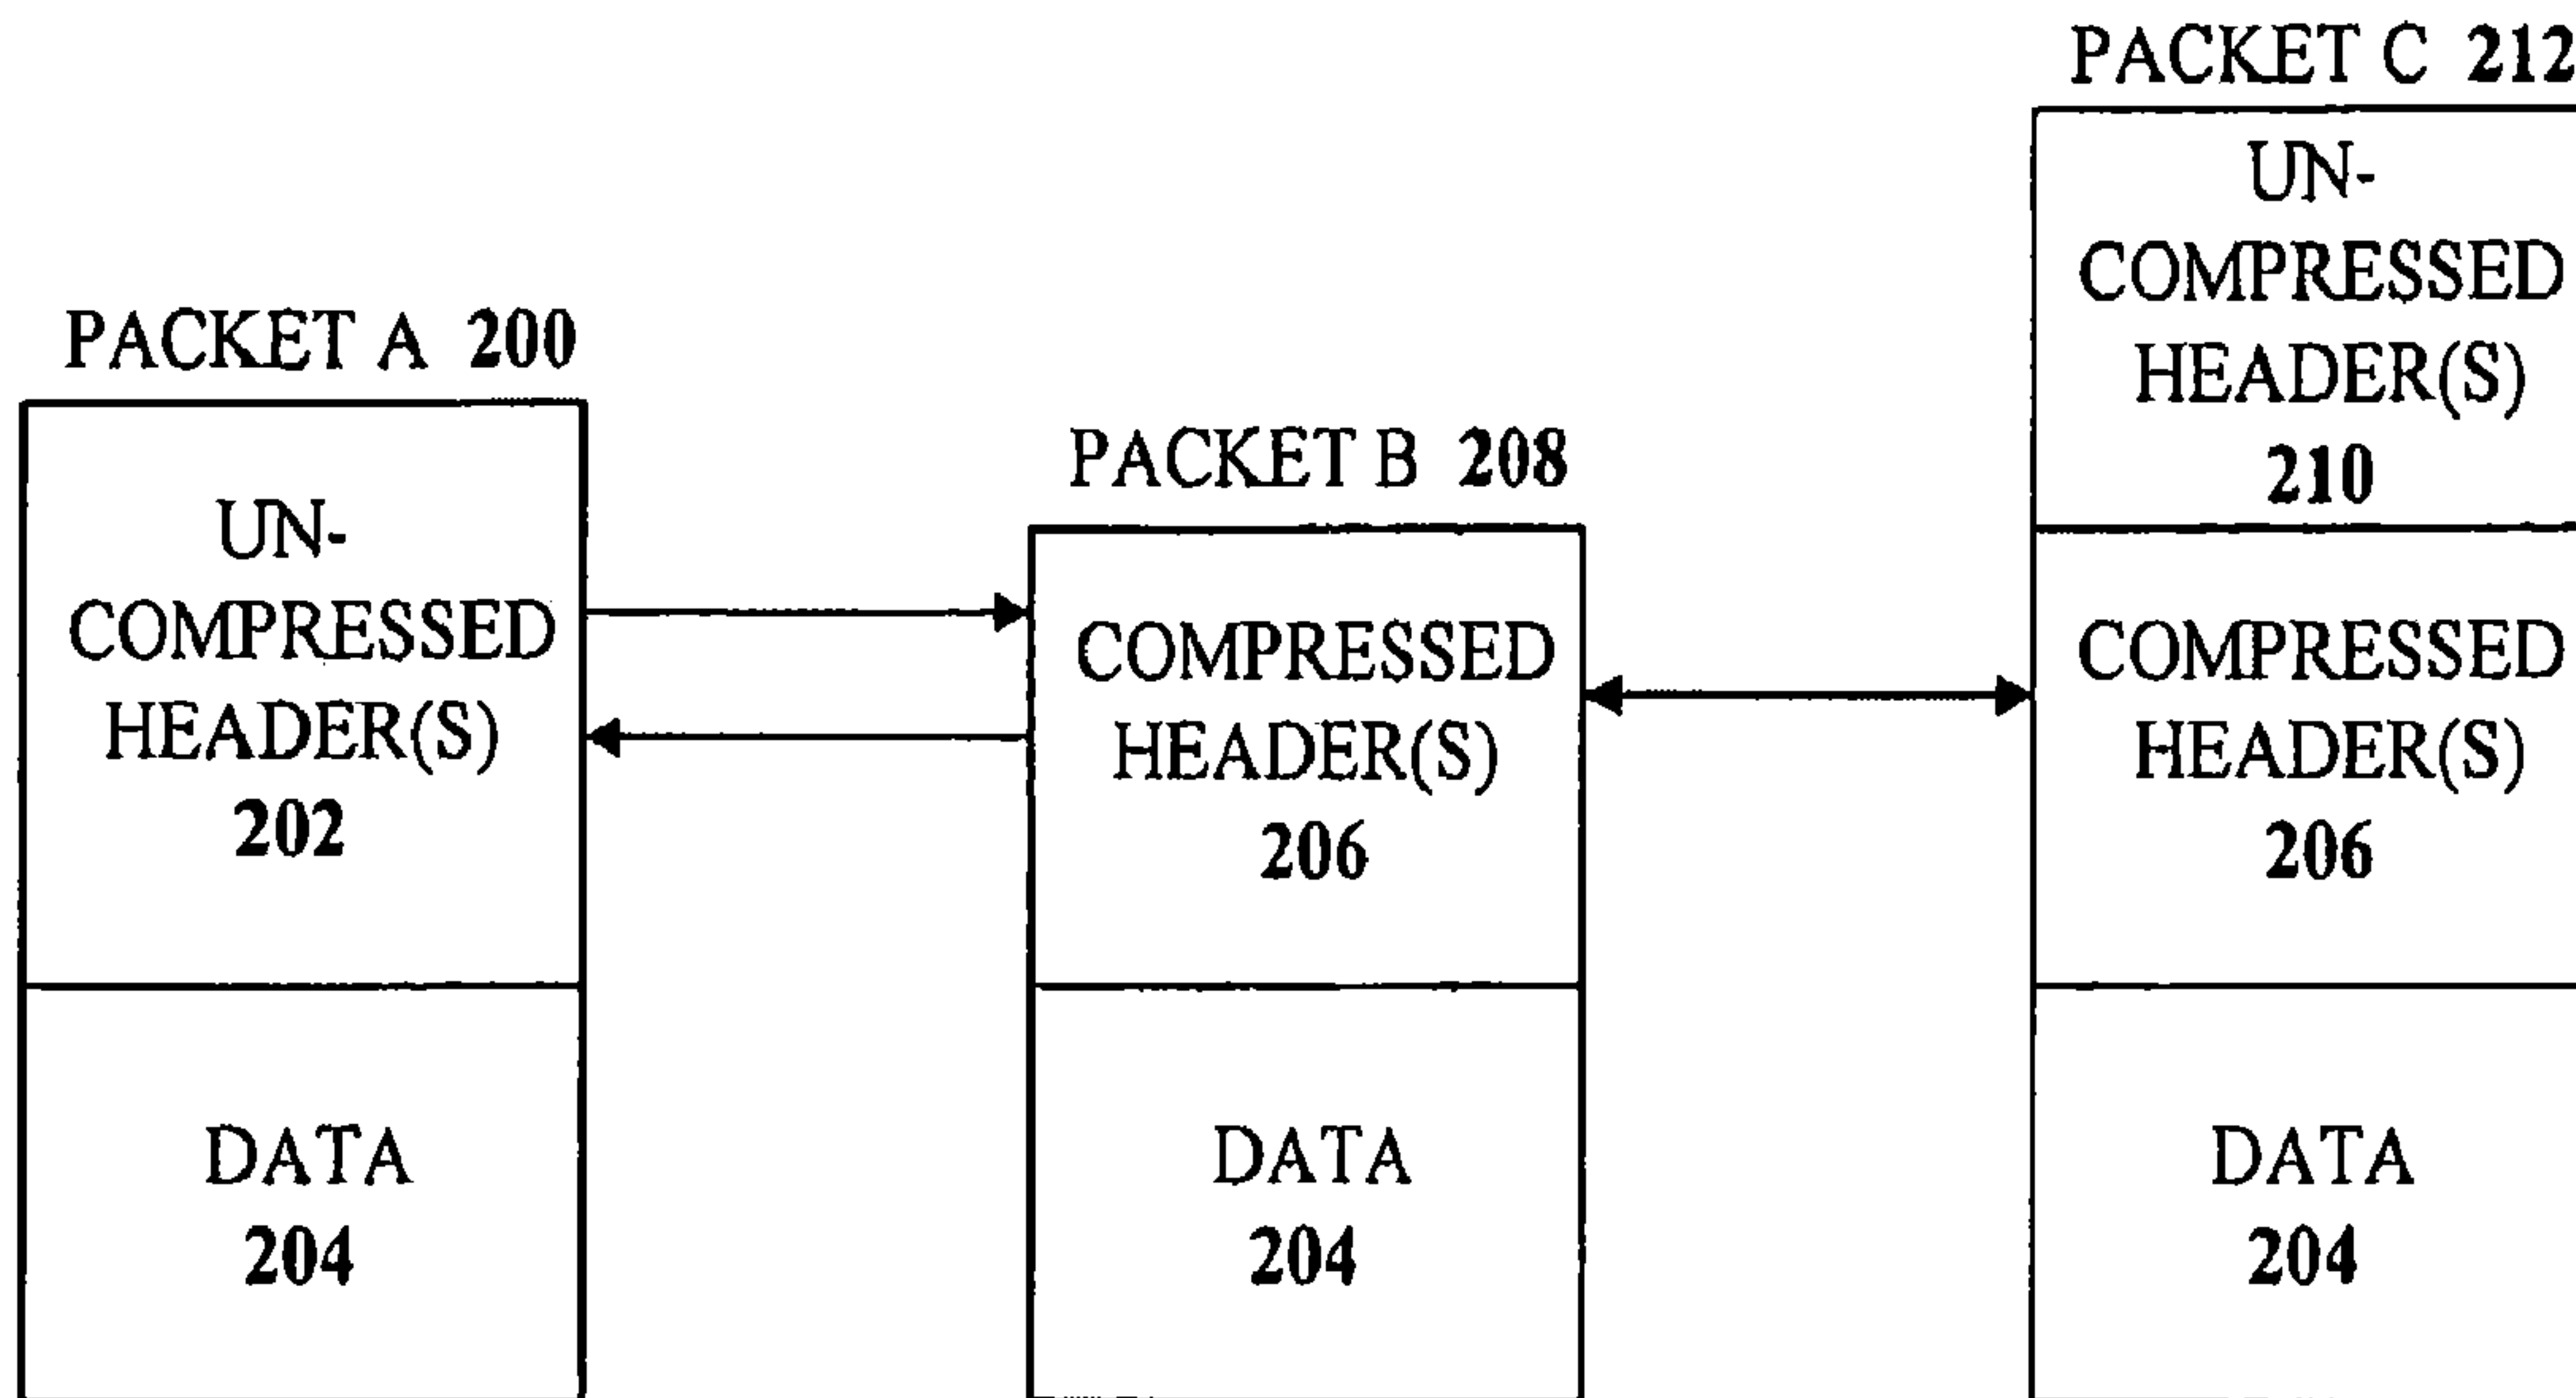 PACKET A 200
UN-
COMPRESSED
HEADER(S)
202
DATA
204
PACKET B 208
COMPRESSED
HEADER(S)
206
DATA
204
PACKET C 212
UN-
COMPRESSED
HEADER(S)
210
COMPRESSED
HEADER(S)
206
DATA
204